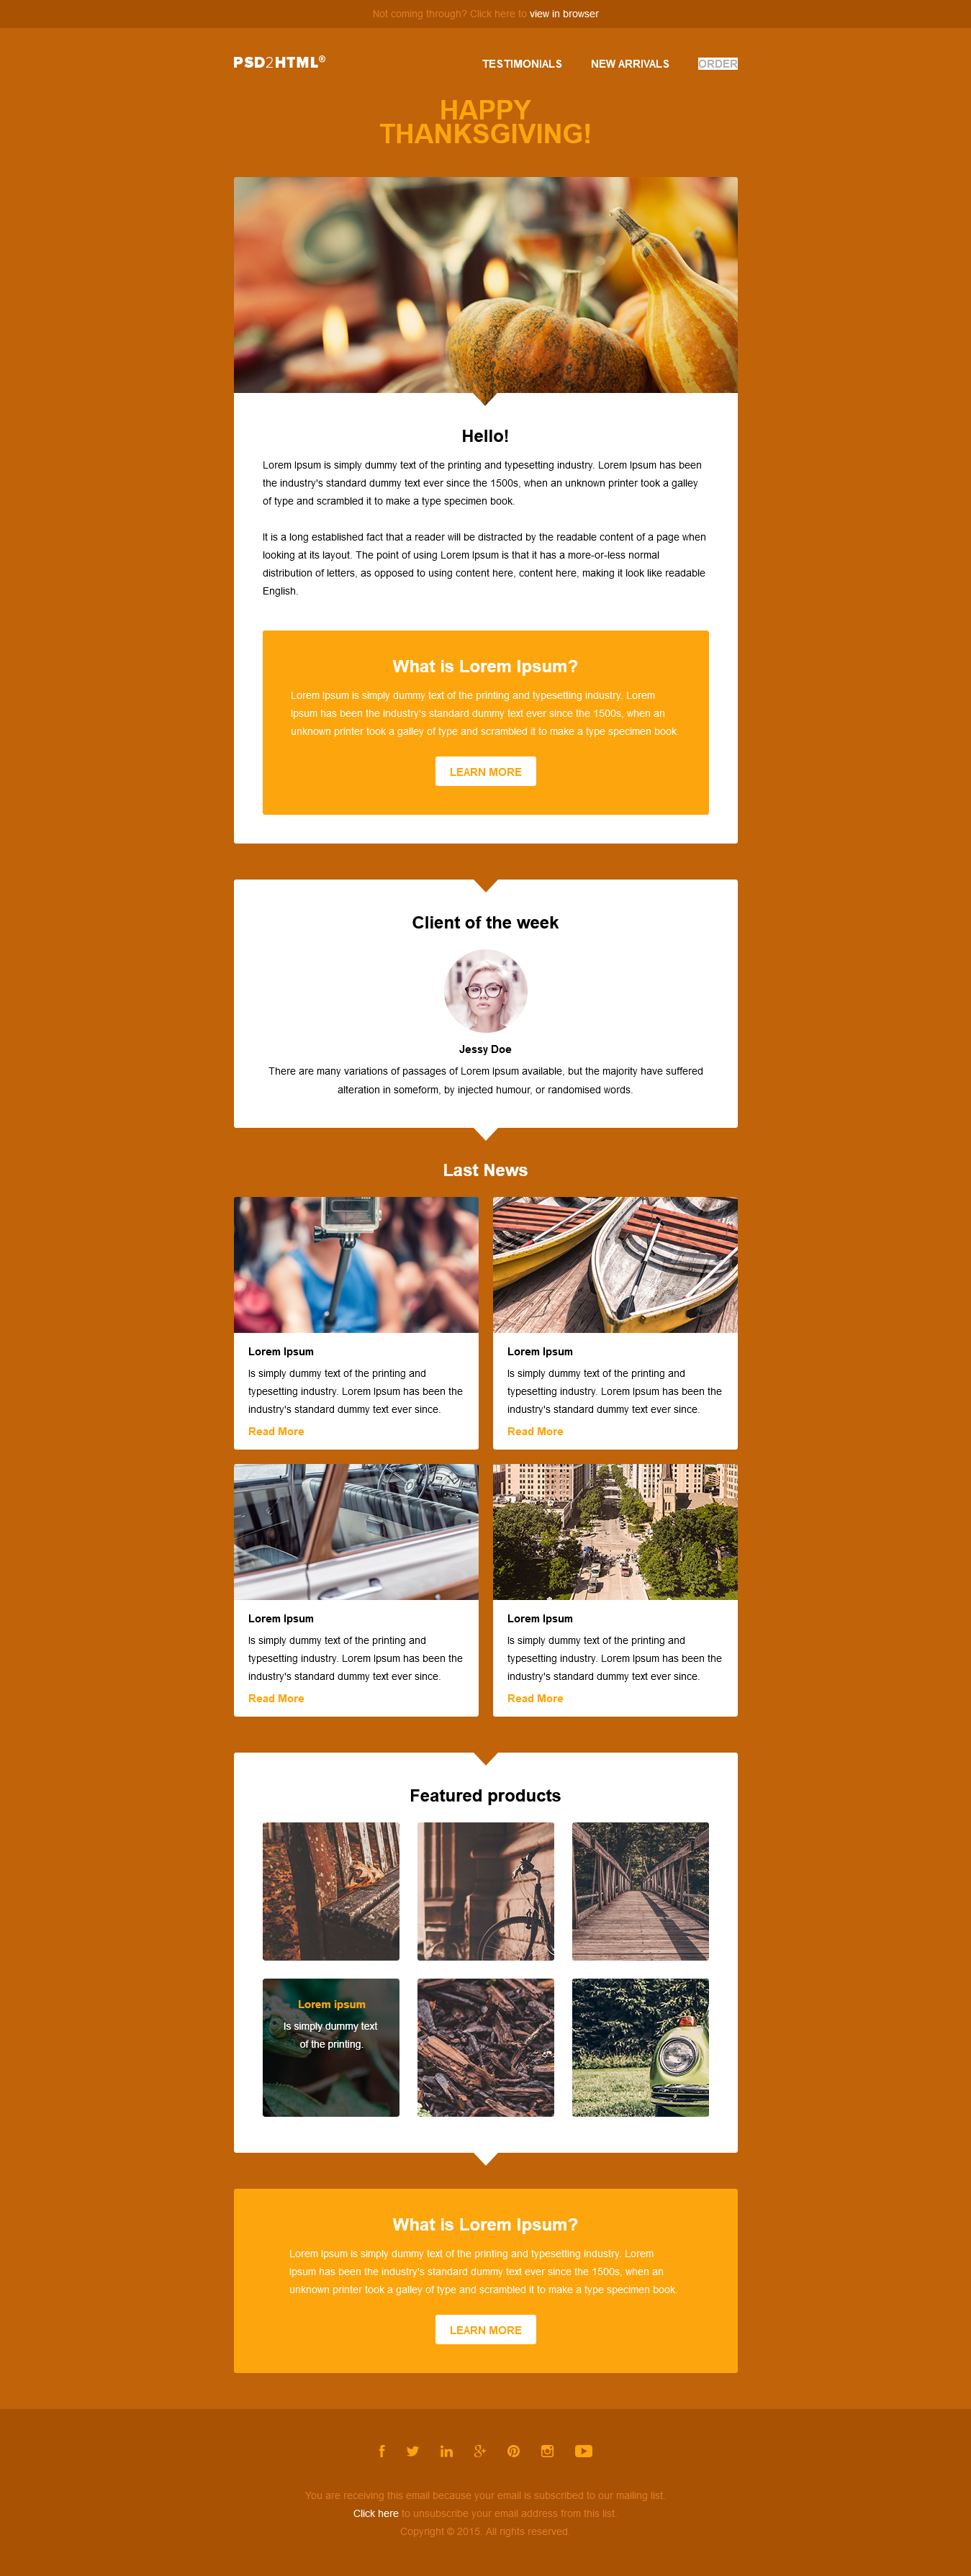 Not coming through? Click here to view in browser
PSD2HTML®
TESTIMONIALS NEW ARRIVALS ORDER
HAPPY
THANKSGIVING!
Hello!
Lorem Ipsum is simply dummy text of the printing and typesetting industry. Lorem Ipsum has been
the industry's standard dummy text ever since the 1500s, when an unknown printer took a galley
of type and scrambled it to make a type specimen book.
It is a long established fact that a reader will be distracted by the readable content of a page when
looking at its layout. The point of using Lorem Ipsum is that it has a more-or-less normal
distribution of letters, as opposed to using content here, content here, making it look like readable
English.
What is Lorem Ipsum?
Lorem Ipsum is simply dummy text of the printing and typesetting industry. Lorem
Ipsum has been the industry's standard dummy text ever since the 1500s, when an
unknown printer took a galley of type and scrambled it to make a type specimen book.
LEARN MORE
Client of the week
Jessy Doe
There are many variations of passages of Lorem Ipsum available, but the majority have suffered
alteration in someform, by injected humour, or randomised words.
Last News
Lorem Ipsum
Is simply dummy text of the printing and
typesetting industry. Lorem Ipsum has been the
industry's standard dummy text ever since.
Read More
Lorem Ipsum
Is simply dummy text of the printing and
typesetting industry. Lorem Ipsum has been the
industry's standard dummy text ever since.
Read More
Lorem Ipsum
Is simply dummy text of the printing and
typesetting industry. Lorem Ipsum has been the
industry's standard dummy text ever since.
Read More
Lorem Ipsum
Is simply dummy text of the printing and
typesetting industry. Lorem Ipsum has been the
industry's standard dummy text ever since.
Read More
Featured products
Lorem ipsum
Is simply dummy text
of the printing.
What is Lorem Ipsum?
Lorem Ipsum is simply dummy text of the printing and typesetting industry. Lorem
Ipsum has been the industry's standard dummy text ever since the 1500s, when an
unknown printer took a galley of type and scrambled it to make a type specimen book.
LEARN MORE
You are receiving this email because your email is subscribed to our mailing list.
Click here to unsubscribe your email address from this list.
Copyright © 2015. All rights reserved.